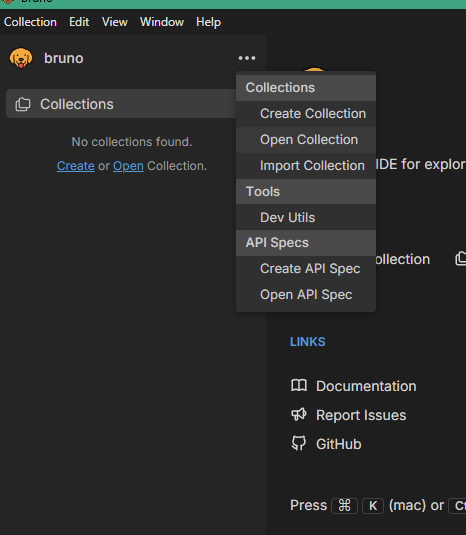 Collection Edit View Window Help
bruno
Collections
No collections found.
Create or Open Collection.
Collections
Create Collection
Open Collection
Import Collection
Tools
Dev Utils
API Specs
Create API Spec
Open API Spec
IDE for explor
ollection
LINKS
Documentation
Report Issues
GitHub
Press ⌘ K (mac) or